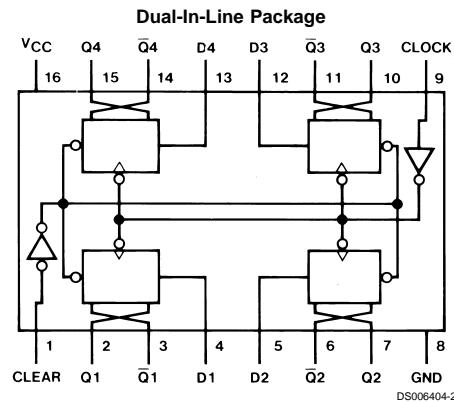 Dual-In-Line Package
VCC Q4 Q̅4 D4 D3 Q̅3 Q3 CLOCK
16 15 14 13 12 11 10 9
1 2 3 4 5 6 7 8
CLEAR Q1 Q̅1 D1 D2 Q̅2 Q2 GND
DS006404-2